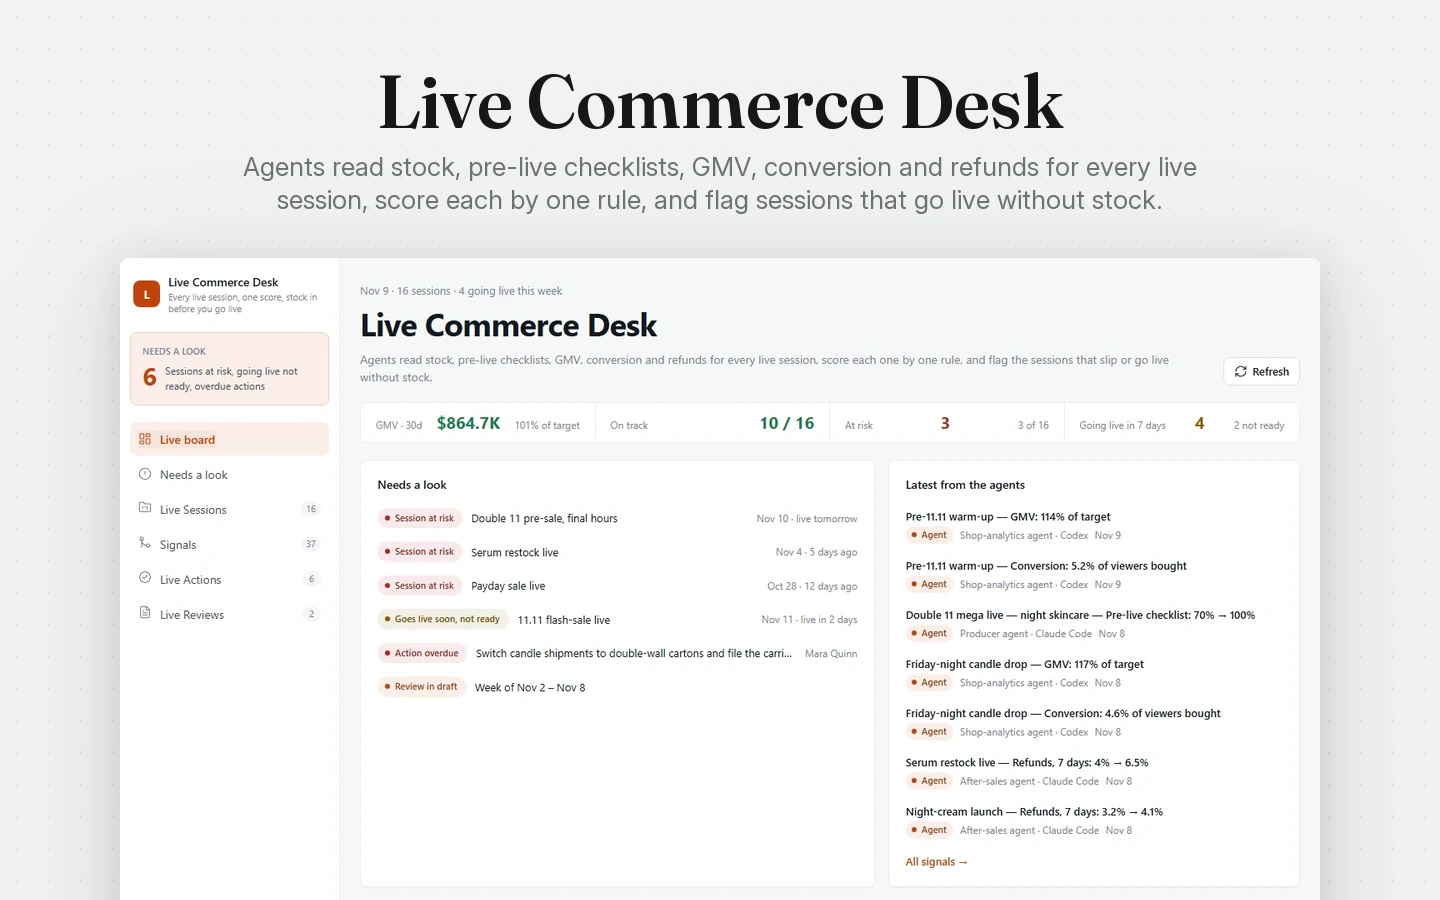 Live Commerce Desk
Agents read stock, pre-live checklists, GMV, conversion and refunds for every live
session, score each by one rule, and flag sessions that go live without stock.
L
Live Commerce Desk
Every live session, one score, stock in
before you go live
NEEDS A LOOK
6
Sessions at risk, going live not
ready, overdue actions
Live board
Needs a look
Live Sessions 16
Signals 37
Live Actions 6
Live Reviews 2
Nov 9 · 16 sessions · 4 going live this week
Live Commerce Desk
Agents read stock, pre-live checklists, GMV, conversion and refunds for every live session, score each one by one rule, and flag the sessions that slip or go live
without stock.
Refresh
GMV · 30d $864.7K 101% of target
On track 10 / 16
At risk 3 3 of 16
Going live in 7 days 4 2 not ready
Needs a look
Session at risk Double 11 pre-sale, final hours Nov 10 · live tomorrow
Session at risk Serum restock live Nov 4 · 5 days ago
Session at risk Payday sale live Oct 28 · 12 days ago
Goes live soon, not ready 11.11 flash-sale live Nov 11 · live in 2 days
Action overdue Switch candle shipments to double-wall cartons and file the carri... Mara Quinn
Review in draft Week of Nov 2 – Nov 8
Latest from the agents
Pre-11.11 warm-up — GMV: 114% of target
Agent Shop-analytics agent · Codex Nov 9
Pre-11.11 warm-up — Conversion: 5.2% of viewers bought
Agent Shop-analytics agent · Codex Nov 9
Double 11 mega live — night skincare — Pre-live checklist: 70% → 100%
Agent Producer agent · Claude Code Nov 8
Friday-night candle drop — GMV: 117% of target
Agent Shop-analytics agent · Codex Nov 8
Friday-night candle drop — Conversion: 4.6% of viewers bought
Agent Shop-analytics agent · Codex Nov 8
Serum restock live — Refunds, 7 days: 4% → 6.5%
Agent After-sales agent · Claude Code Nov 8
Night-cream launch — Refunds, 7 days: 3.2% → 4.1%
Agent After-sales agent · Claude Code Nov 8
All signals →